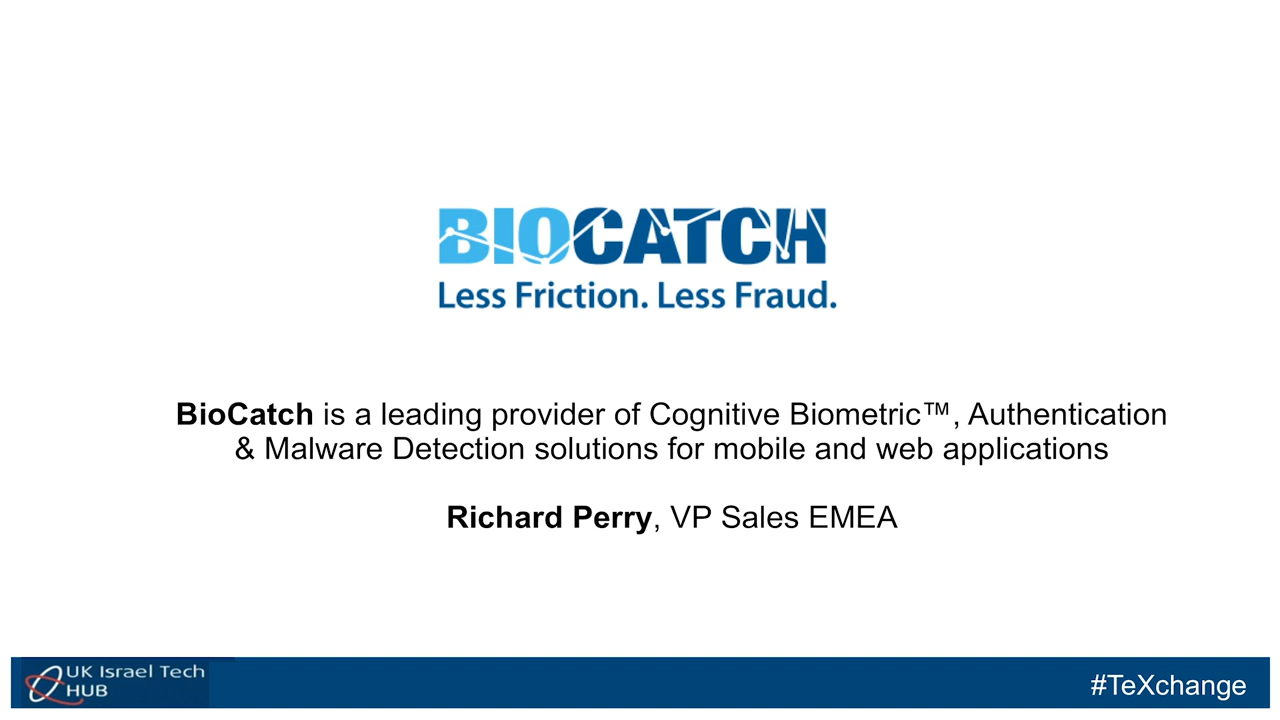 BIOCATCH
Less Friction. Less Fraud.
BioCatch is a leading provider of Cognitive Biometric™, Authentication
& Malware Detection solutions for mobile and web applications
Richard Perry, VP Sales EMEA
UK Israel Tech
HUB
#TeXchange